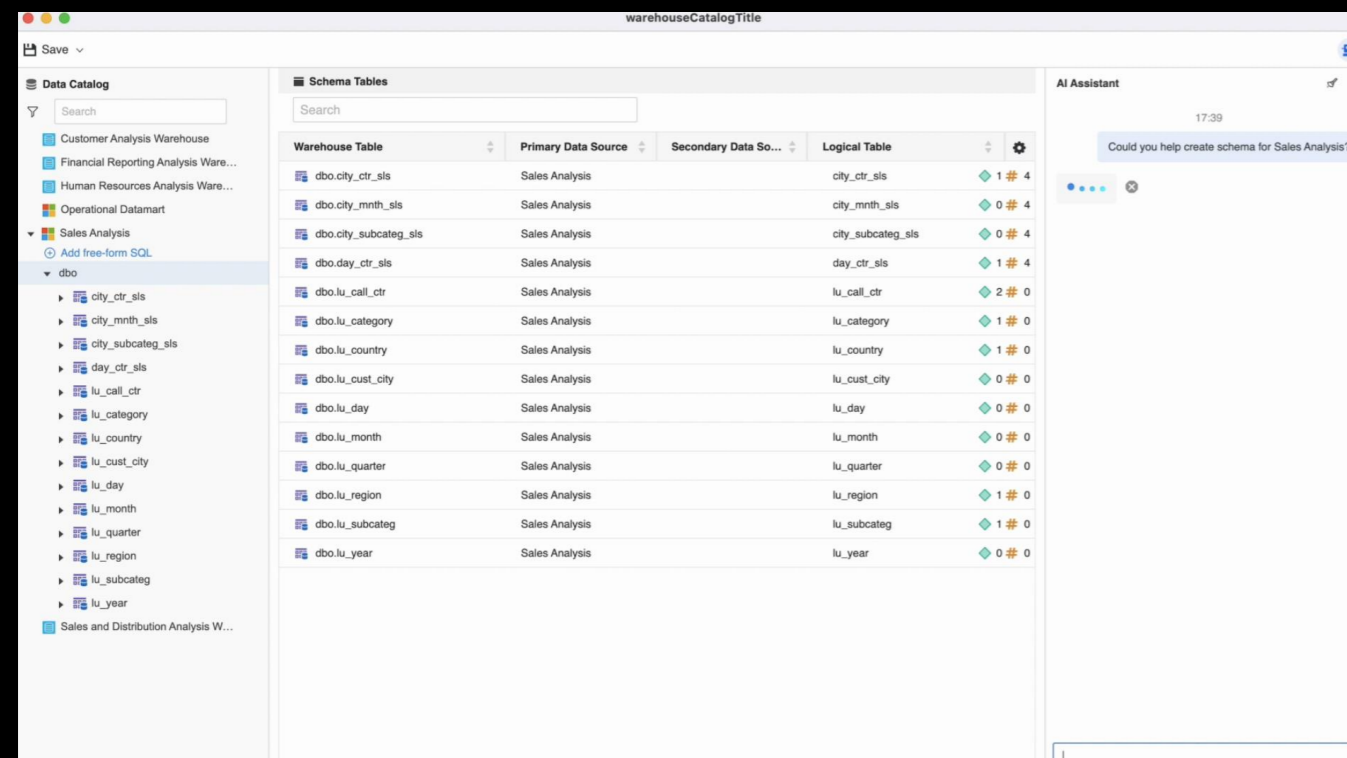 warehouseCatalogTitle
Save
Data Catalog
Search
Customer Analysis Warehouse
Financial Reporting Analysis Ware...
Human Resources Analysis Ware...
Operational Datamart
Sales Analysis
Add free-form SQL
dbo
city_ctr_sls
city_mnth_sls
city_subcateg_sls
day_ctr_sls
lu_call_ctr
lu_category
lu_country
lu_cust_city
lu_day
lu_month
lu_quarter
lu_region
lu_subcateg
lu_year
Sales and Distribution Analysis W...
Schema Tables
Search
Warehouse Table Primary Data Source Secondary Data So... Logical Table
dbo.city_ctr_sls Sales Analysis city_ctr_sls 1 # 4
dbo.city_mnth_sls Sales Analysis city_mnth_sls 0 # 4
dbo.city_subcateg_sls Sales Analysis city_subcateg_sls 0 # 4
dbo.day_ctr_sls Sales Analysis day_ctr_sls 1 # 4
dbo.lu_call_ctr Sales Analysis lu_call_ctr 2 # 0
dbo.lu_category Sales Analysis lu_category 1 # 0
dbo.lu_country Sales Analysis lu_country 1 # 0
dbo.lu_cust_city Sales Analysis lu_cust_city 0 # 0
dbo.lu_day Sales Analysis lu_day 0 # 0
dbo.lu_month Sales Analysis lu_month 0 # 0
dbo.lu_quarter Sales Analysis lu_quarter 0 # 0
dbo.lu_region Sales Analysis lu_region 1 # 0
dbo.lu_subcateg Sales Analysis lu_subcateg 1 # 0
dbo.lu_year Sales Analysis lu_year 0 # 0
AI Assistant
17:39
Could you help create schema for Sales Analysis?